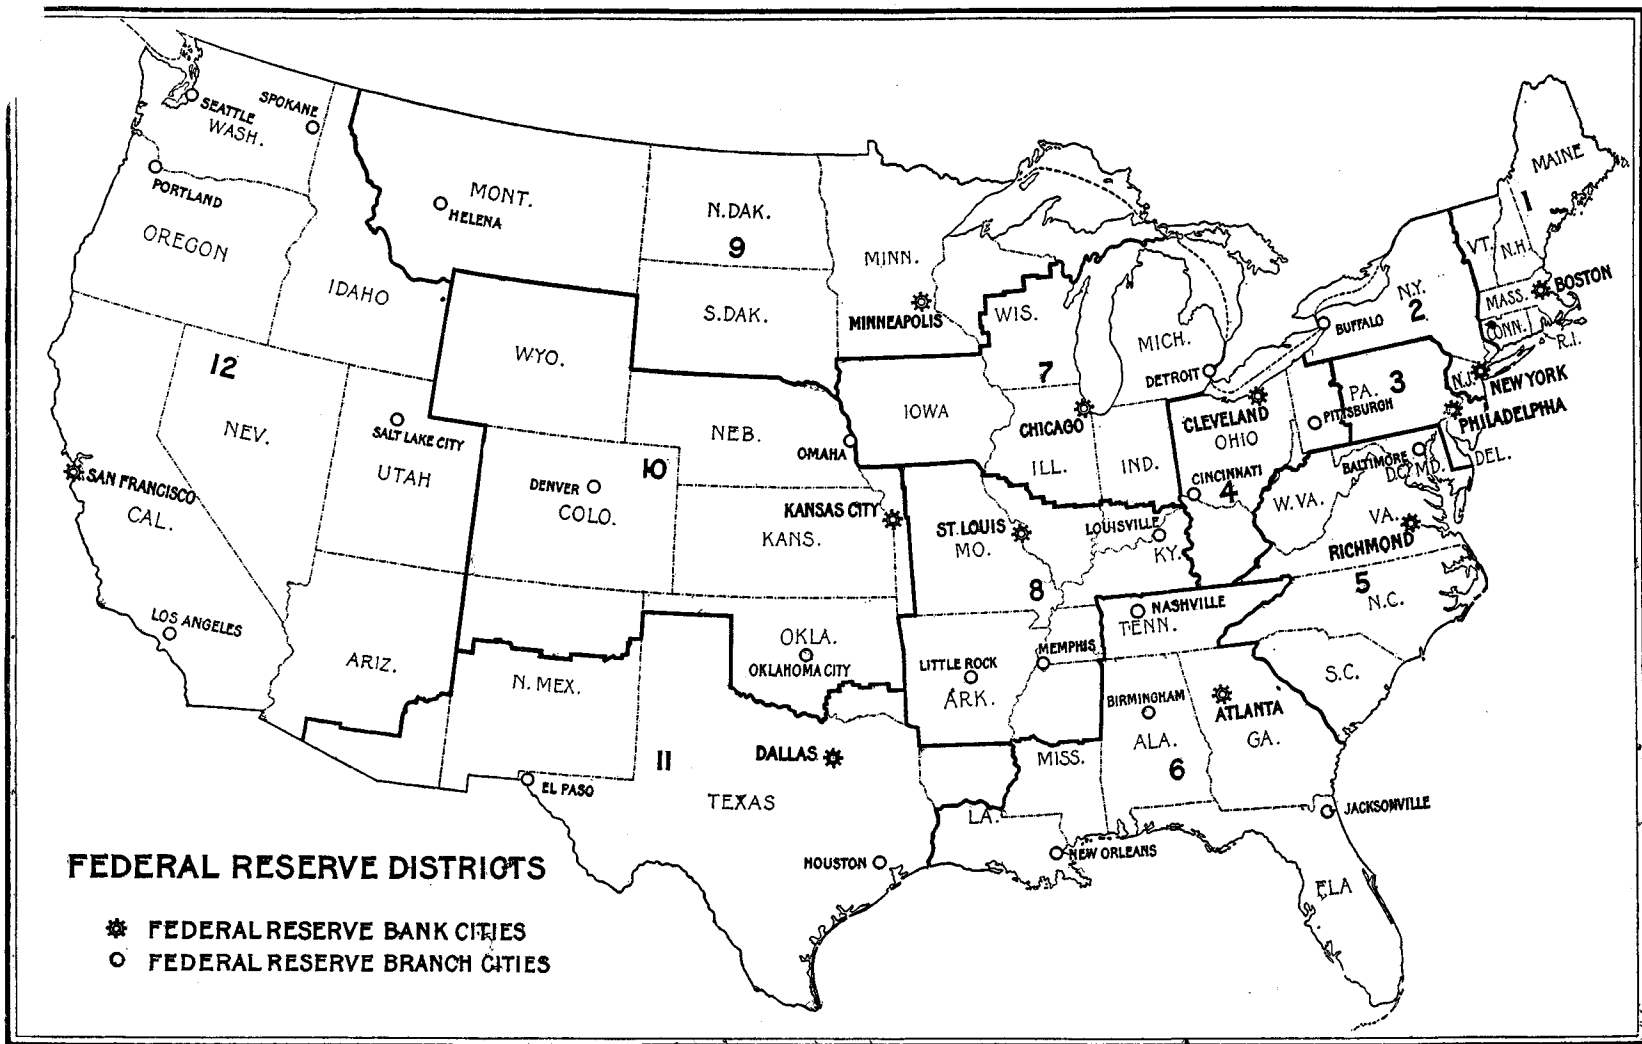 SEATTLE
SPOKANE
WASH.
PORTLAND
OREGON
MONT.
HELENA
IDAHO
N.DAK.
9
S.DAK.
MINN.
MINNEAPOLIS
WIS.
MICH.
DETROIT
MAINE
1
VT.
N.H.
MASS.
BOSTON
CONN.
R.I.
N.Y.
2
BUFFALO
N.J.
NEW YORK
PA.
3
PITTSBURGH
PHILADELPHIA
WYO.
12
NEV.
SALT LAKE CITY
UTAH
SAN FRANCISCO
CAL.
LOS ANGELES
ARIZ.
NEB.
OMAHA
10
DENVER
COLO.
KANSAS CITY
KANS.
IOWA
7
CHICAGO
ILL.
IND.
CLEVELAND
OHIO
CINCINNATI
4
BALTIMORE
D.C.
MD.
DEL.
W.VA.
VA.
RICHMOND
5
N.C.
ST. LOUIS
MO.
LOUISVILLE
KY.
8
NASHVILLE
TENN.
MEMPHIS
LITTLE ROCK
ARK.
OKLA.
OKLAHOMA CITY
N. MEX.
11
EL PASO
DALLAS
TEXAS
HOUSTON
LA.
NEW ORLEANS
MISS.
BIRMINGHAM
ALA.
6
ATLANTA
GA.
S.C.
JACKSONVILLE
FLA
FEDERAL RESERVE DISTRICTS
FEDERAL RESERVE BANK CITIES
FEDERAL RESERVE BRANCH CITIES